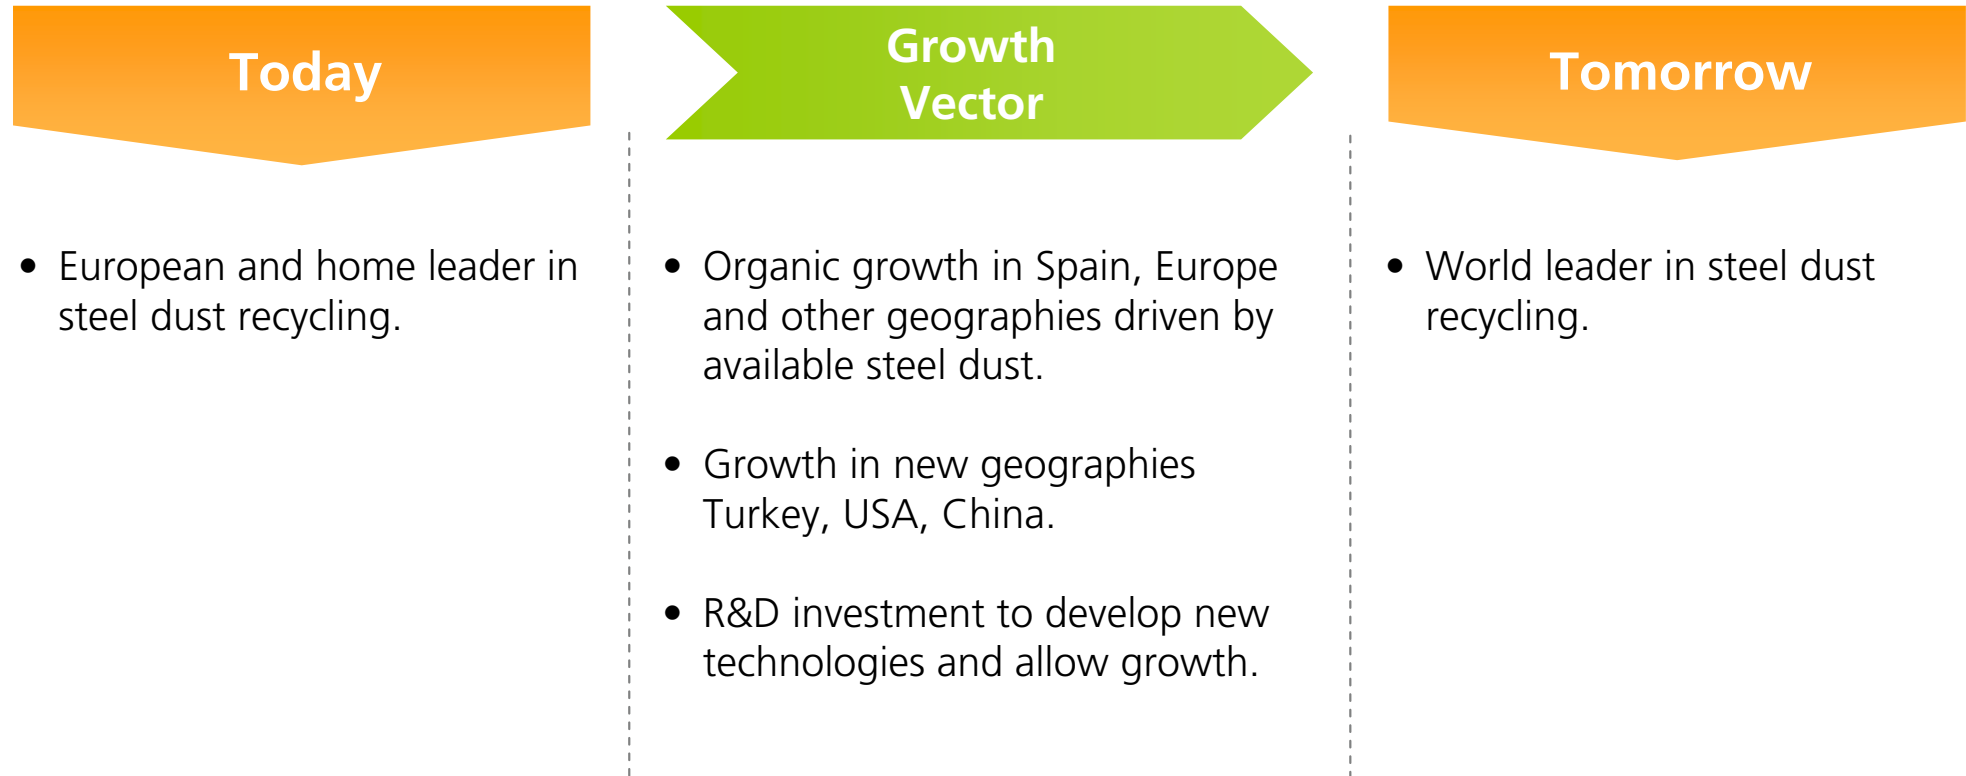 Today
• European and home leader in
steel dust recycling.
Growth
Vector
• Organic growth in Spain, Europe
and other geographies driven by
available steel dust.
• Growth in new geographies
Turkey, USA, China.
• R&D investment to develop new
technologies and allow growth.
Tomorrow
• World leader in steel dust
recycling.